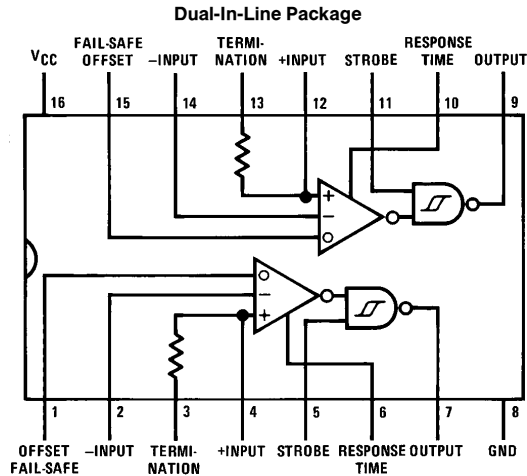 Dual-In-Line Package
FAIL-SAFE TERMI- RESPONSE
VCC OFFSET –INPUT NATION +INPUT STROBE TIME OUTPUT
16 15 14 13 12 11 10 9
+
–
–
+
1 2 3 4 5 6 7 8
OFFSET –INPUT TERMI- +INPUT STROBE RESPONSE OUTPUT GND
FAIL-SAFE NATION TIME